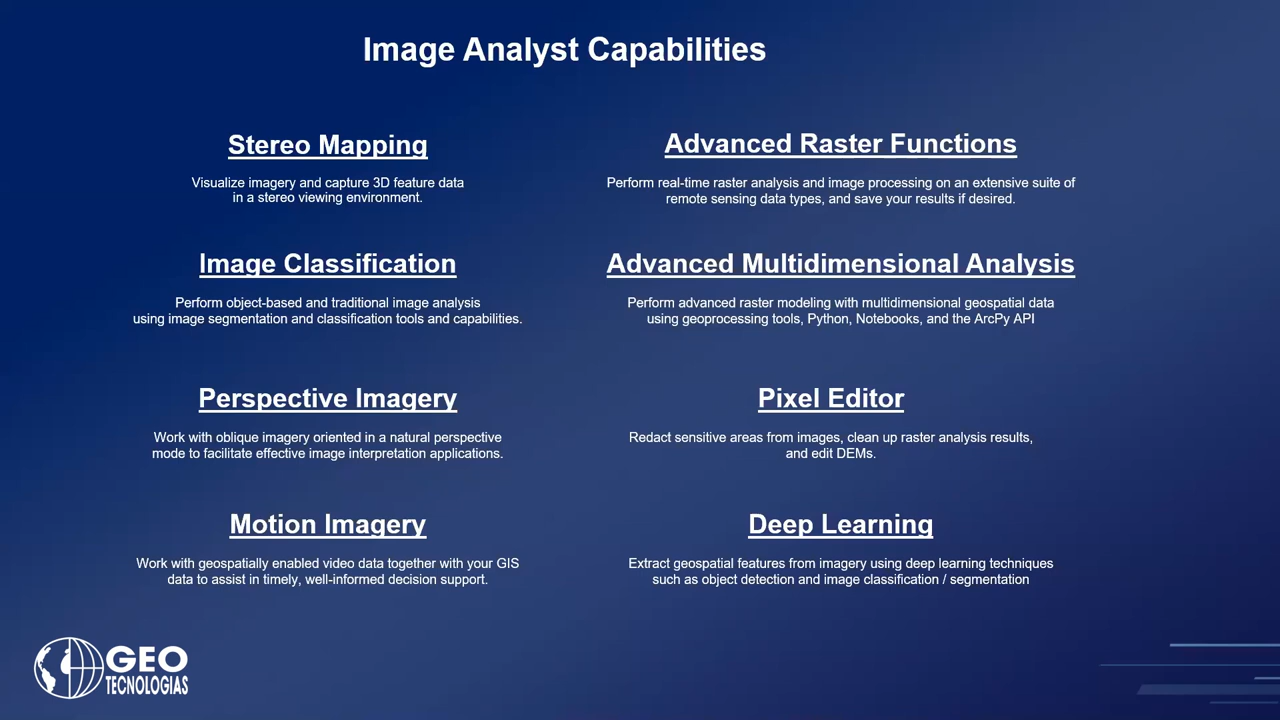 Image Analyst Capabilities
Stereo Mapping
Visualize imagery and capture 3D feature data
in a stereo viewing environment.
Advanced Raster Functions
Perform real-time raster analysis and image processing on an extensive suite of
remote sensing data types, and save your results if desired.
Image Classification
Perform object-based and traditional image analysis
using image segmentation and classification tools and capabilities.
Advanced Multidimensional Analysis
Perform advanced raster modeling with multidimensional geospatial data
using geoprocessing tools, Python, Notebooks, and the ArcPy API
Perspective Imagery
Work with oblique imagery oriented in a natural perspective
mode to facilitate effective image interpretation applications.
Pixel Editor
Redact sensitive areas from images, clean up raster analysis results,
and edit DEMs.
Motion Imagery
Work with geospatially enabled video data together with your GIS
data to assist in timely, well-informed decision support.
Deep Learning
Extract geospatial features from imagery using deep learning techniques
such as object detection and image classification / segmentation
GEO
TECNOLOGIAS